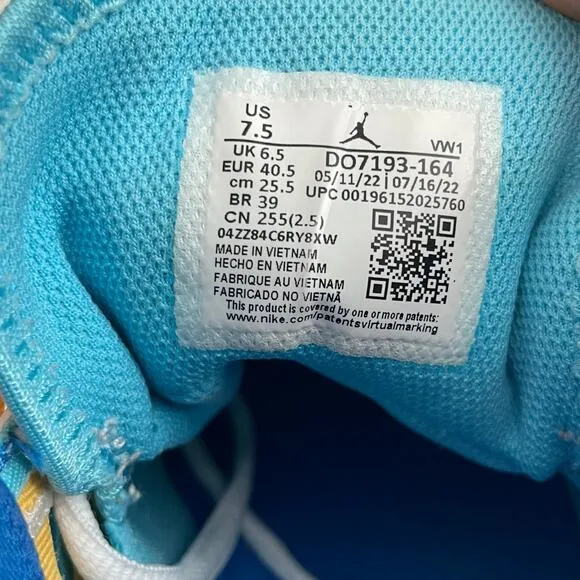 US
7.5
VW1
UK 6.5
DO7193-164
EUR 40.5
05/11/22 | 07/16/22
cm 25.5
UPC 00196152025760
BR 39
CN 255(2.5)
04ZZ84C6RY8XW
MADE IN VIETNAM
HECHO EN VIETNAM
FABRIQUE AU VIETNAM
FABRICADO NO VIETNÃ
This product is covered by one or more patents:
www.nike.com/patentsvirtualmarking